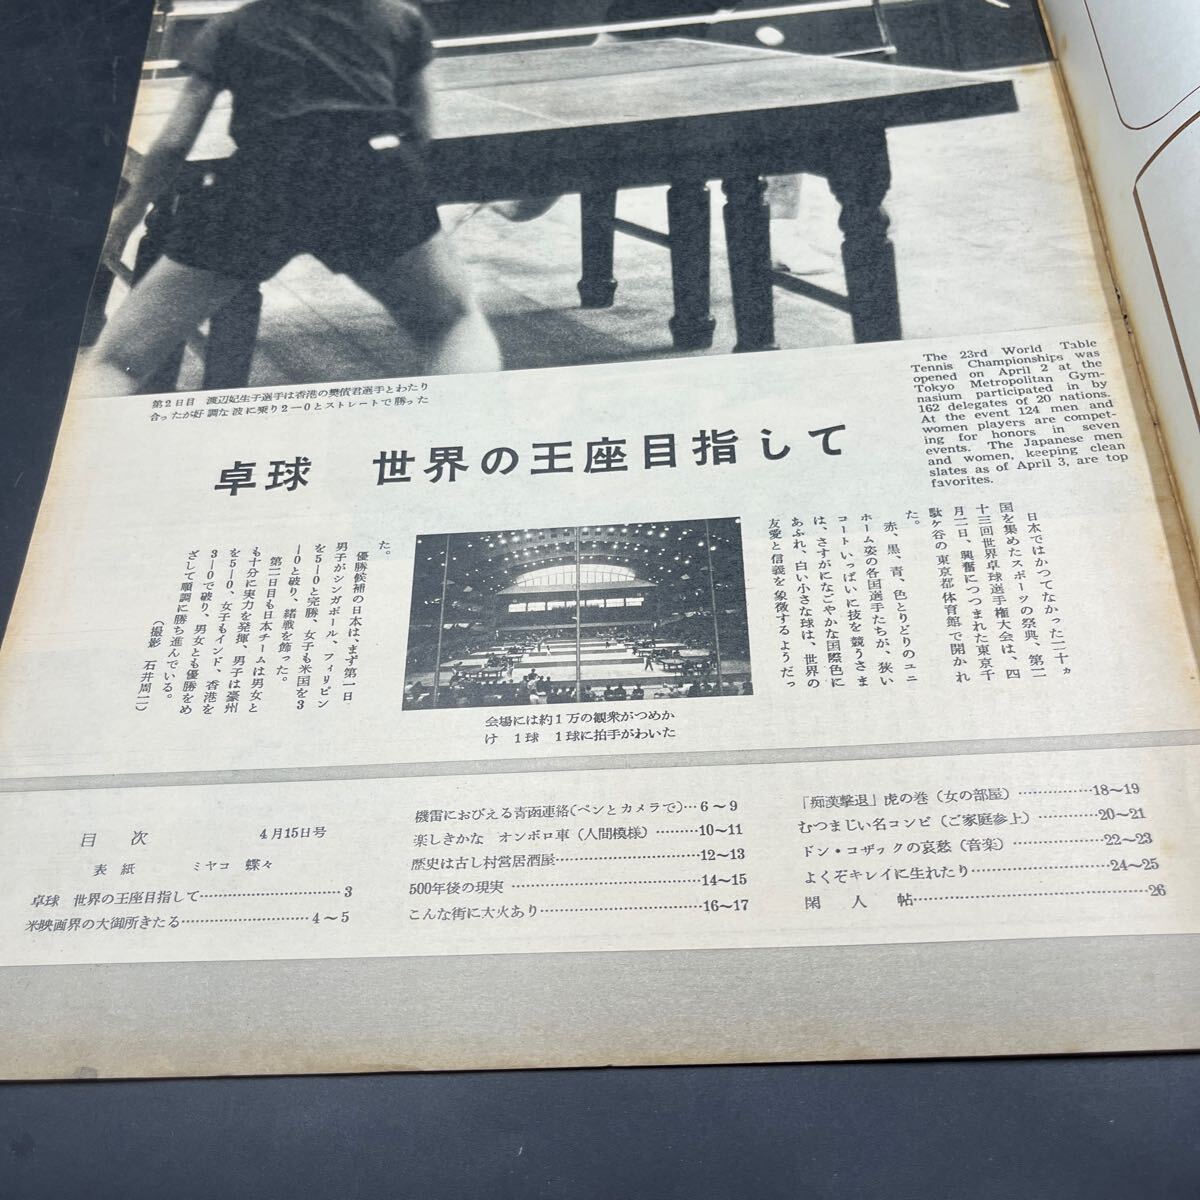 第2日目　渡辺妃生子選手は香港の樊侬君選手とわたり
合ったが好調な波に乗り2—0とストレートで勝った
The 23rd World Table
Tennis Championships was
opened on April 2 at the
Tokyo Metropolitan Gym-
nasium participated in by
162 delegates of 20 nations.
At the event 124 men and
women players are compet-
ing for honors in seven
events. The Japanese men
and women, keeping clean
slates as of April 3, are top
favorites.
卓球　世界の王座目指して
日本ではかつてなかった二十ヵ
国を集めたスポーツの祭典、第二
十三回世界卓球選手権大会は、四
月二日、興奮につつまれた東京千
駄ケ谷の東京都体育館で開かれ
た。
赤、黒、青、色とりどりのユニ
ホーム姿の各国選手たちが、狭い
コートいっぱいに技を競うさま
は、さすがになごやかな国際色に
あふれ、白い小さな球は、世界の
友愛と信義を象徴するようだっ
た。
優勝候補の日本は、まず第一日
男子がシンガポール、フィリピン
を5—0と完勝、女子も米国を3
—0と破り、緒戦を飾った。
第二日目も日本チームは男女と
も十分に実力を発揮、男子は豪州
を5—0、女子もインド、香港を
3—0で破り、男女とも優勝をめ
ざして順調に勝ち進んでいる。
（撮影　石井周二）
会場には約1万の観衆がつめか
け　1球　1球に拍手がわいた
目　次　4月15日号
表　紙　ミヤコ　蝶々
卓球　世界の王座目指して……………………3
米映画界の大御所きたる……………………4～5
機雷におびえる青函連絡（ペンとカメラで）…6～9
楽しきかな　オンボロ車（人間模様）………10～11
歴史は古し村営居酒屋……………………12～13
500年後の現実……………………14～15
こんな街に大火あり……………………16～17
「痴漢撃退」虎の巻（女の部屋）……………18～19
むつまじい名コンビ（ご家庭参上）…………20～21
ドン・コザックの哀愁（音楽）……………22～23
よくぞキレイに生れたり……………………24～25
閑　人　帖……………………………26